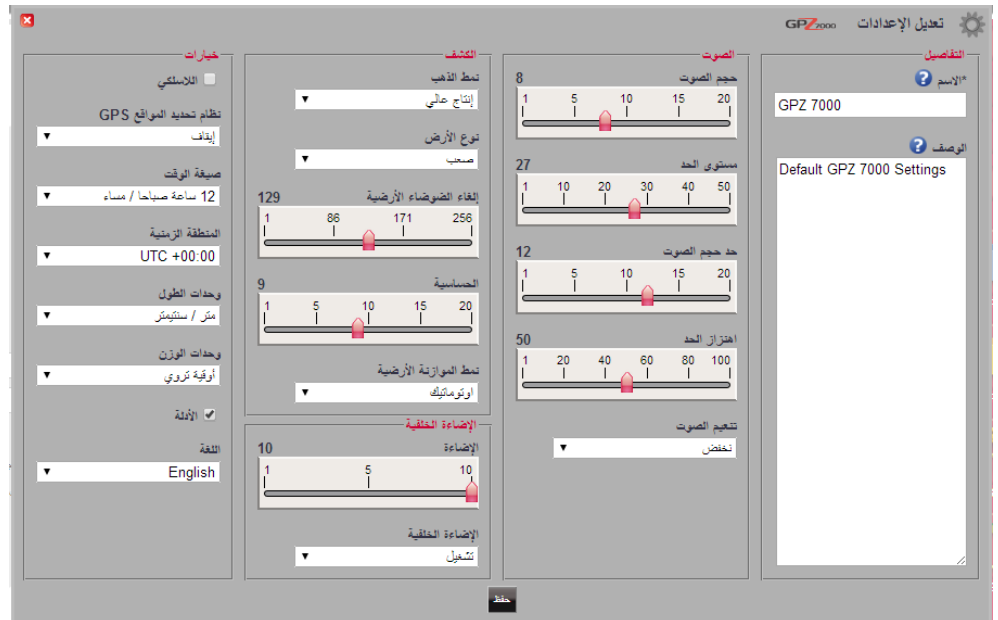 تعديل الإعدادات GPZ7000
التفاصيل
*الاسم ?
GPZ 7000
الوصف ?
Default GPZ 7000 Settings
الصوت
حجم الصوت 8
1 5 10 15 20
مستوى الحد 27
1 10 20 30 40 50
حد حجم الصوت 12
1 5 10 15 20
اهتزاز الحد 50
1 20 40 60 80 100
تنعيم الصوت
نخفض
الكشف
نمط الذهب
إنتاج عالي
نوع الأرض
صعب
إلغاء الضوضاء الأرضية 129
1 86 171 256
الحساسية 9
1 5 10 15 20
نمط الموازنة الأرضية
اوتوماتيك
الإضاءة الخلفية
الإضاءة 10
1 5 10
الإضاءة الخلفية
تشغيل
خيارات
اللاسلكي
نظام تحديد المواقع GPS
إيقاف
صيغة الوقت
12 ساعة صباحا / مساء
المنطقة الزمنية
UTC +00:00
وحدات الطول
متر / سنتيمتر
وحدات الوزن
أوقية تروي
الأدلة
اللغة
English
حفظ